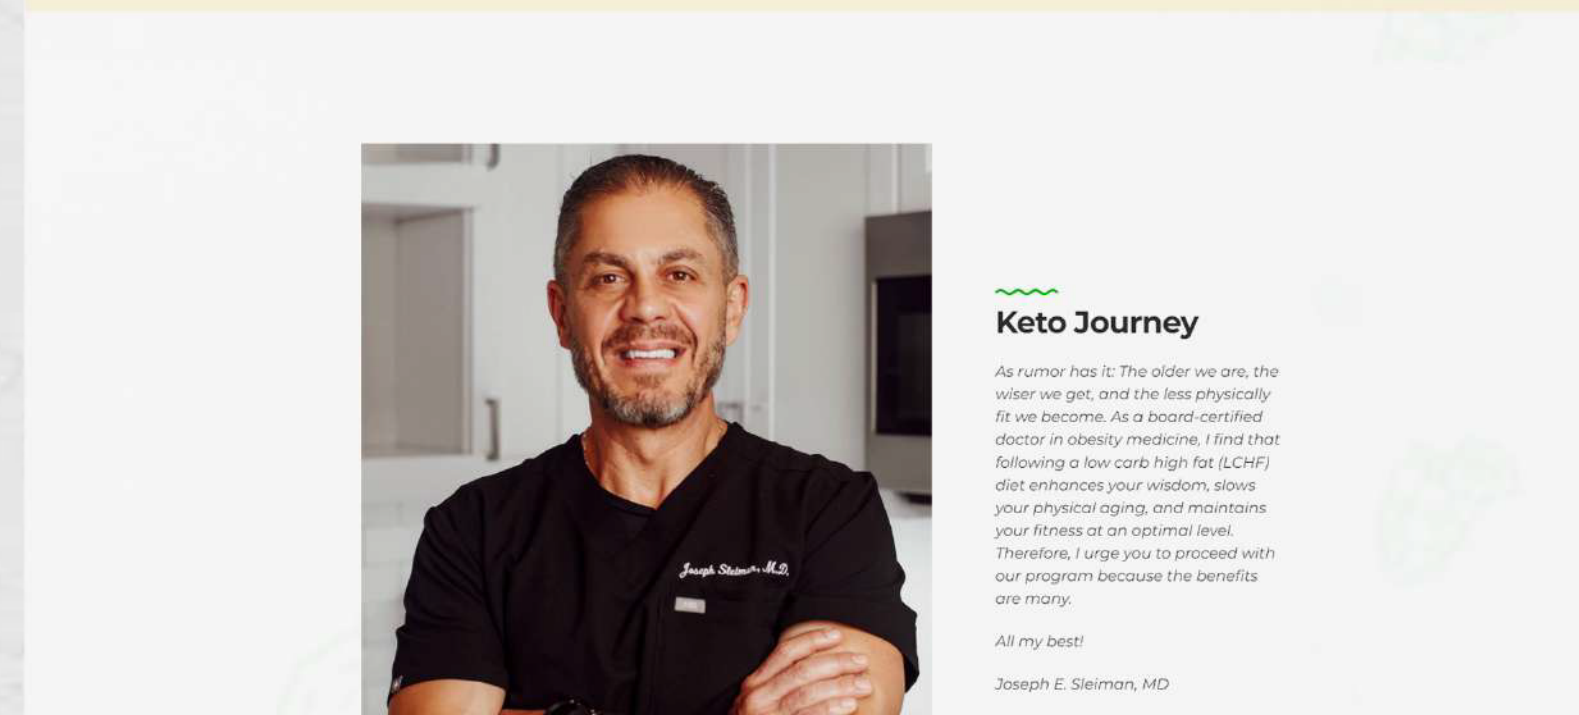 Keto Journey
As rumor has it: The older we are, the
wiser we get, and the less physically
fit we become. As a board-certified
doctor in obesity medicine, I find that
following a low carb high fat (LCHF)
diet enhances your wisdom, slows
your physical aging, and maintains
your fitness at an optimal level.
Therefore, I urge you to proceed with
our program because the benefits
are many.
All my best!
Joseph E. Sleiman, MD
Joseph Sleiman, M.D.